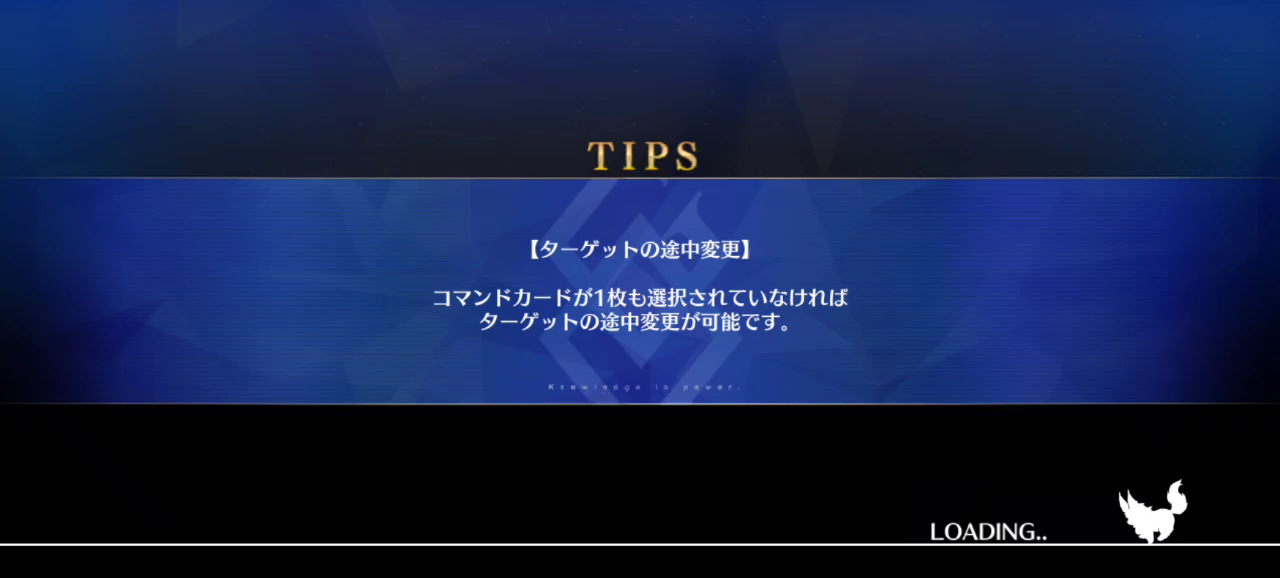 TIPS
【ターゲットの途中変更】
コマンドカードが1枚も選択されていなければ
ターゲットの途中変更が可能です。
Knowledge is power.
LOADING..